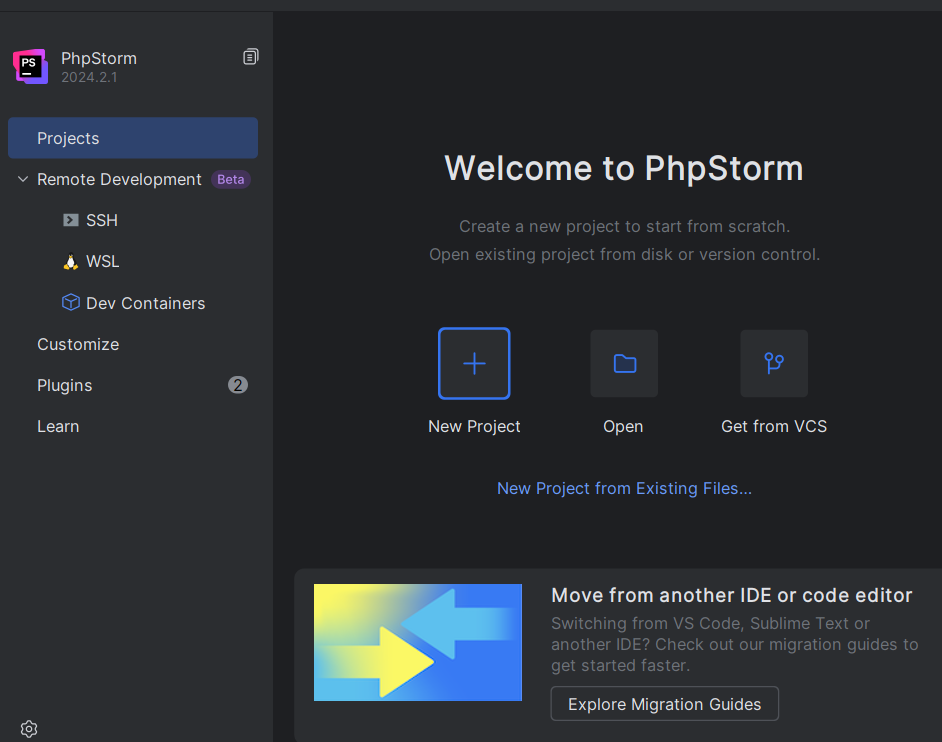 PS
PhpStorm
2024.2.1
Projects
Remote Development Beta
SSH
WSL
Dev Containers
Customize
Plugins 2
Learn
Welcome to PhpStorm
Create a new project to start from scratch.
Open existing project from disk or version control.
New Project
Open
Get from VCS
New Project from Existing Files...
Move from another IDE or code editor
Switching from VS Code, Sublime Text or
another IDE? Check out our migration guides to
get started faster.
Explore Migration Guides